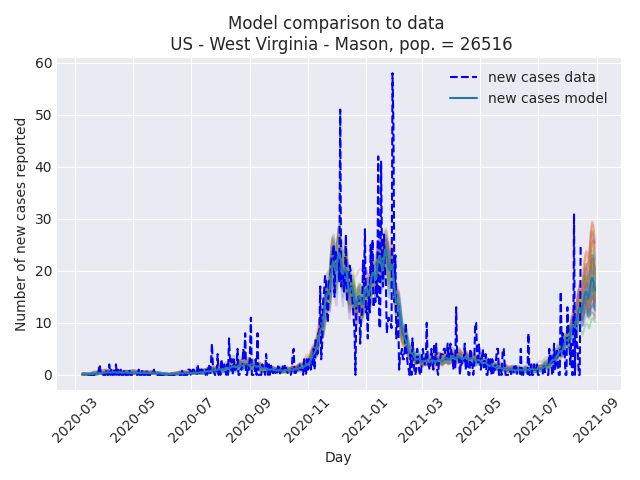 Model comparison to data
US - West Virginia - Mason, pop. = 26516
new cases data
new cases model
Number of new cases reported
60
50
40
30
20
10
0
2020-03
2020-05
2020-07
2020-09
2020-11
2021-01
2021-03
2021-05
2021-07
2021-09
Day